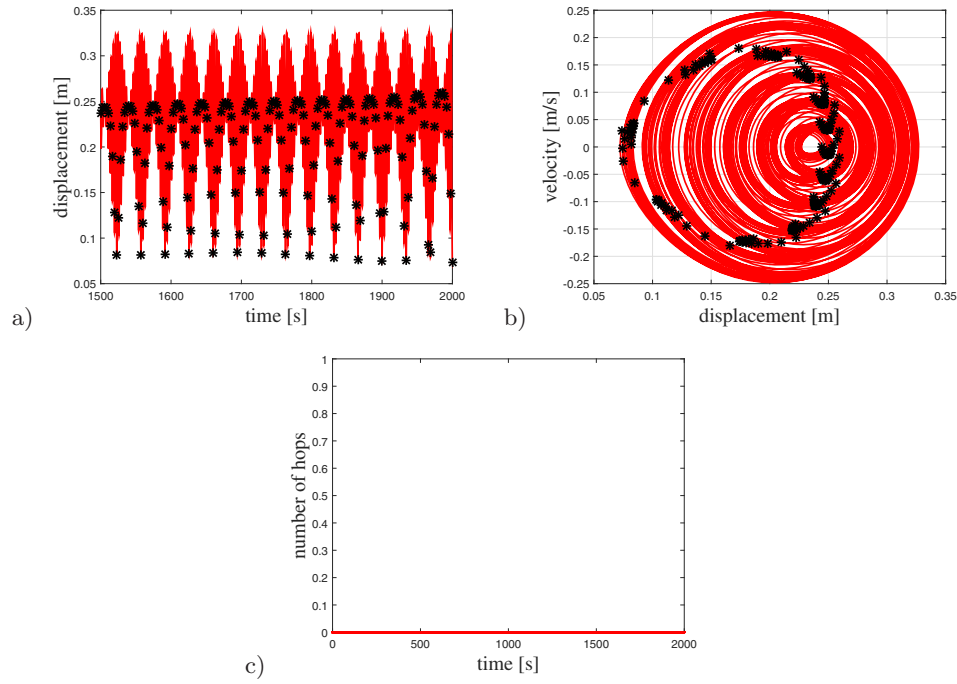 0.35
0.3
0.25
0.2
0.15
0.1
0.05
displacement [m]
1500 1600 1700 1800 1900 2000
time [s]
a)
0.25
0.2
0.15
0.1
0.05
0
-0.05
-0.1
-0.15
-0.2
-0.25
velocity [m/s]
0.05 0.1 0.15 0.2 0.25 0.3 0.35
displacement [m]
b)
1
0.9
0.8
0.7
0.6
0.5
0.4
0.3
0.2
0.1
0
number of hops
0 500 1000 1500 2000
time [s]
c)